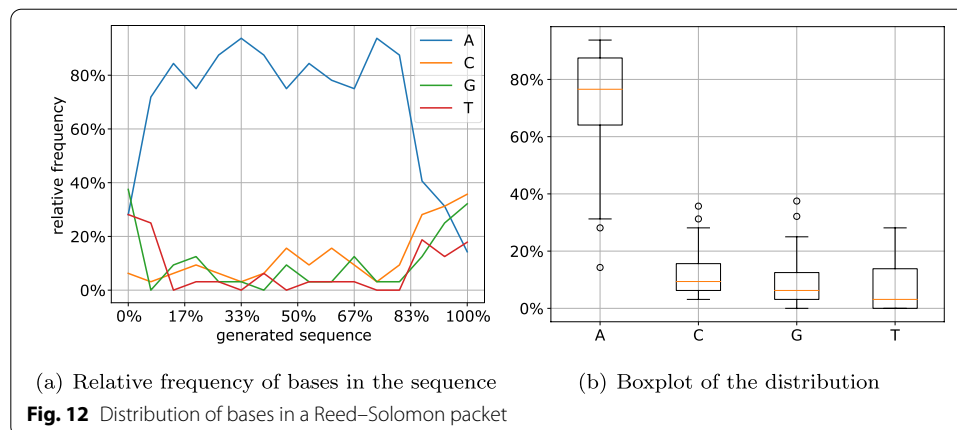 A
C
G
T
80%
60%
40%
20%
0%
relative frequency
0% 17% 33% 50% 67% 83% 100%
generated sequence
80%
60%
40%
20%
0%
A C G T
(a) Relative frequency of bases in the sequence
(b) Boxplot of the distribution
Fig. 12 Distribution of bases in a Reed–Solomon packet